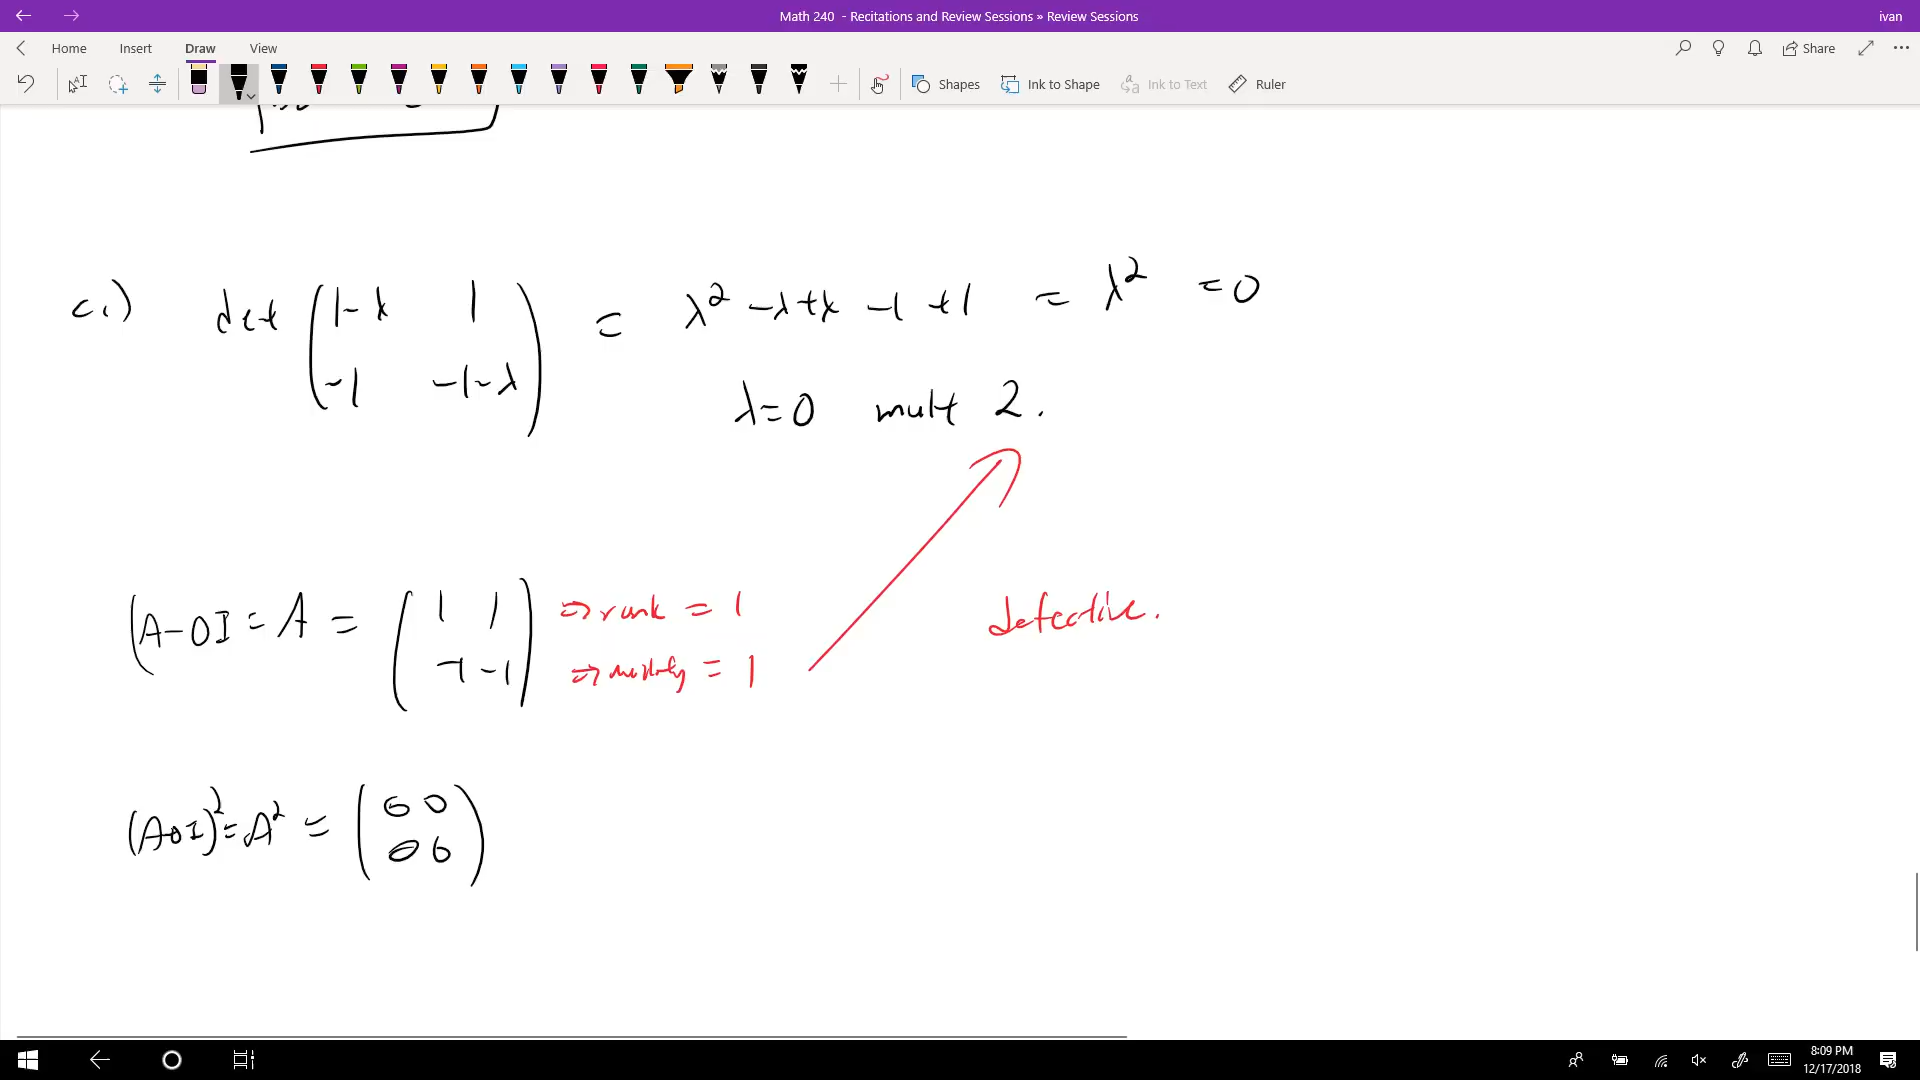 Math 240 - Recitations and Review Sessions » Review Sessions
ivan
Home Insert Draw View
Share
Shapes Ink to Shape Ink to Text Ruler
c.) det (1-λ 1
-1 -1-λ) = λ² -λ+λ -1 +1 = λ² = 0
λ=0 mult 2.
(A-0I = A = (1 1
-1 -1)
⇒ rank = 1
⇒ nullity = 1
defective.
(A-0I)² = A² = (0 0
0 0)
8:09 PM
12/17/2018